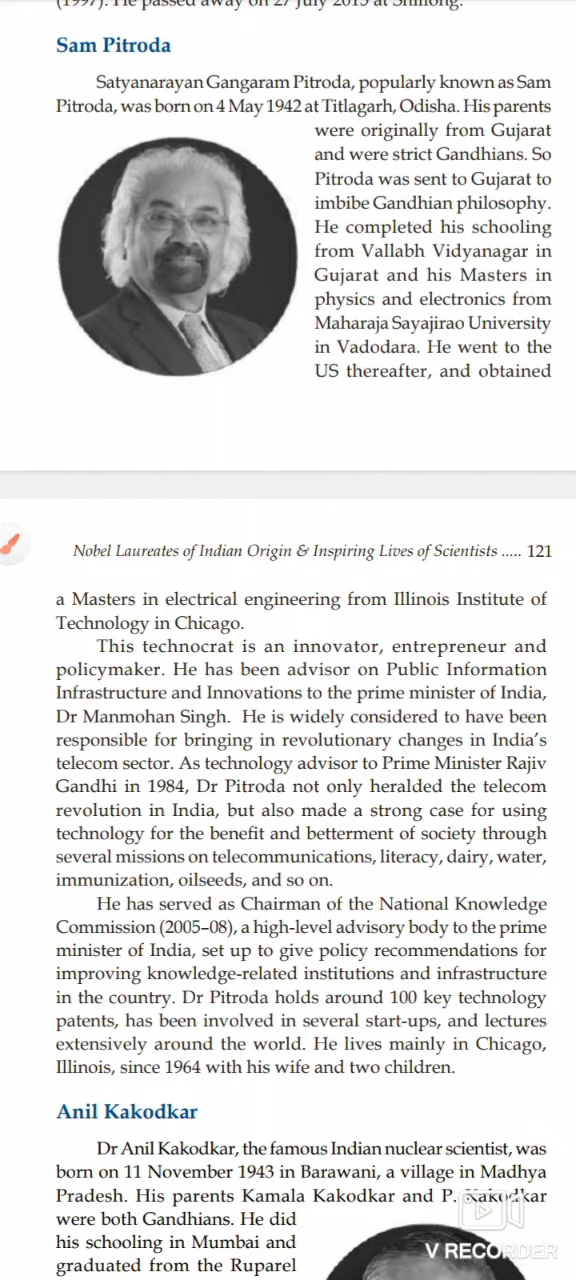 (1997). He passed away on 27 July 2015 at Shillong.
Sam Pitroda
Satyanarayan Gangaram Pitroda, popularly known as Sam
Pitroda, was born on 4 May 1942 at Titlagarh, Odisha. His parents
were originally from Gujarat
and were strict Gandhians. So
Pitroda was sent to Gujarat to
imbibe Gandhian philosophy.
He completed his schooling
from Vallabh Vidyanagar in
Gujarat and his Masters in
physics and electronics from
Maharaja Sayajirao University
in Vadodara. He went to the
US thereafter, and obtained
Nobel Laureates of Indian Origin & Inspiring Lives of Scientists ..... 121
a Masters in electrical engineering from Illinois Institute of
Technology in Chicago.
This technocrat is an innovator, entrepreneur and
policymaker. He has been advisor on Public Information
Infrastructure and Innovations to the prime minister of India,
Dr Manmohan Singh. He is widely considered to have been
responsible for bringing in revolutionary changes in India's
telecom sector. As technology advisor to Prime Minister Rajiv
Gandhi in 1984, Dr Pitroda not only heralded the telecom
revolution in India, but also made a strong case for using
technology for the benefit and betterment of society through
several missions on telecommunications, literacy, dairy, water,
immunization, oilseeds, and so on.
He has served as Chairman of the National Knowledge
Commission (2005–08), a high-level advisory body to the prime
minister of India, set up to give policy recommendations for
improving knowledge-related institutions and infrastructure
in the country. Dr Pitroda holds around 100 key technology
patents, has been involved in several start-ups, and lectures
extensively around the world. He lives mainly in Chicago,
Illinois, since 1964 with his wife and two children.
Anil Kakodkar
Dr Anil Kakodkar, the famous Indian nuclear scientist, was
born on 11 November 1943 in Barawani, a village in Madhya
Pradesh. His parents Kamala Kakodkar and P. Kakodkar
were both Gandhians. He did
his schooling in Mumbai and
graduated from the Ruparel
V RECORDER